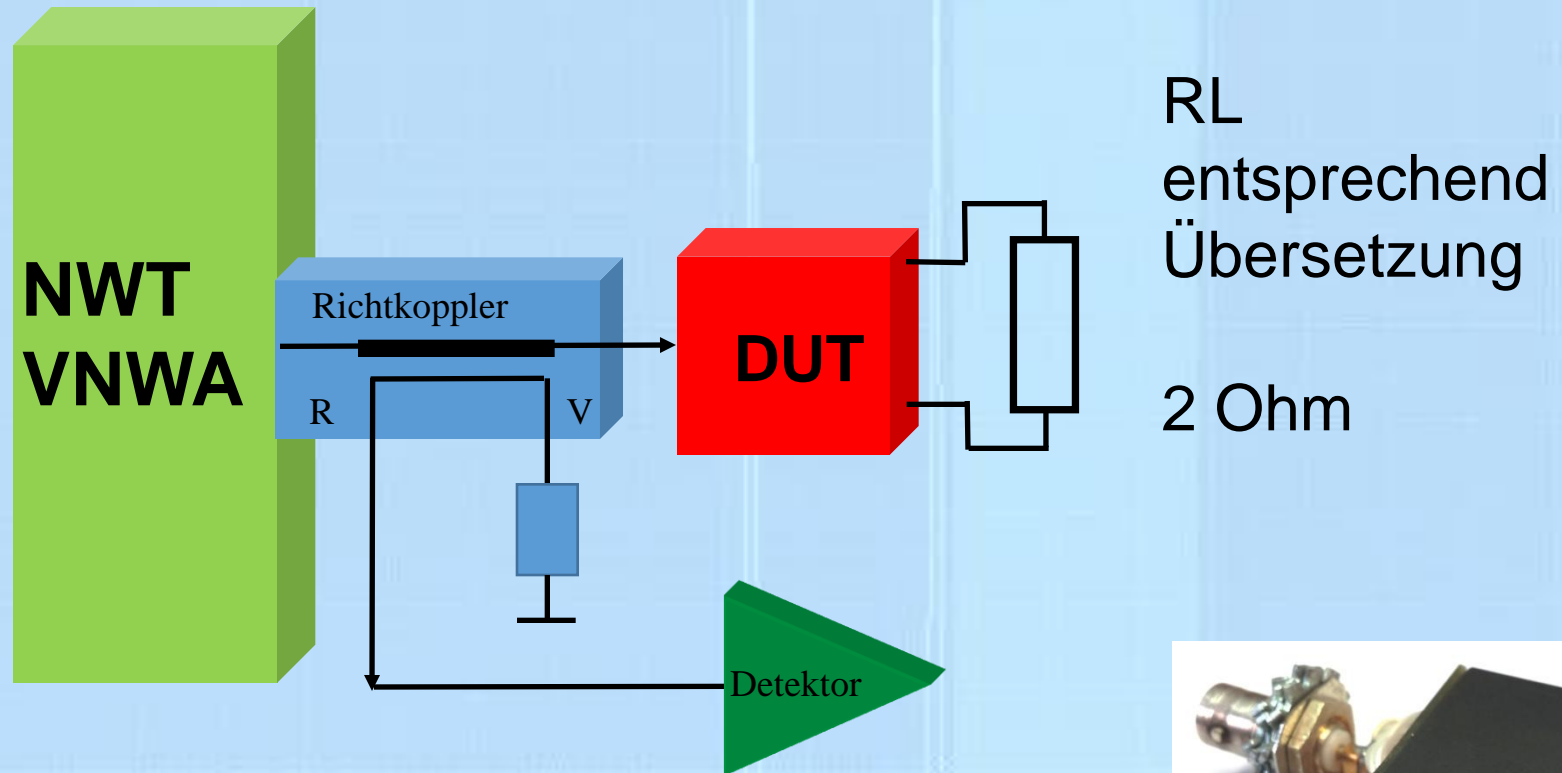 NWT
VNWA
Richtkoppler
R V
DUT
Detektor
RL
entsprechend
Übersetzung
2 Ohm